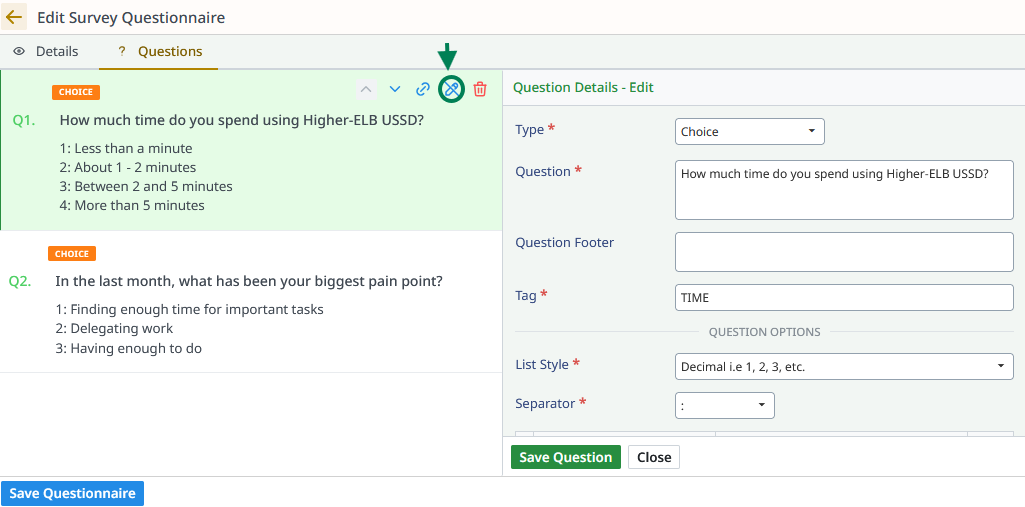 Edit Survey Questionnaire
Details
? Questions
CHOICE
Q1. How much time do you spend using Higher-ELB USSD?
1: Less than a minute
2: About 1 - 2 minutes
3: Between 2 and 5 minutes
4: More than 5 minutes
CHOICE
Q2. In the last month, what has been your biggest pain point?
1: Finding enough time for important tasks
2: Delegating work
3: Having enough to do
Question Details - Edit
Type * Choice
Question * How much time do you spend using Higher-ELB USSD?
Question Footer
Tag * TIME
QUESTION OPTIONS
List Style * Decimal i.e 1, 2, 3, etc.
Separator * :
Save Question Close
Save Questionnaire